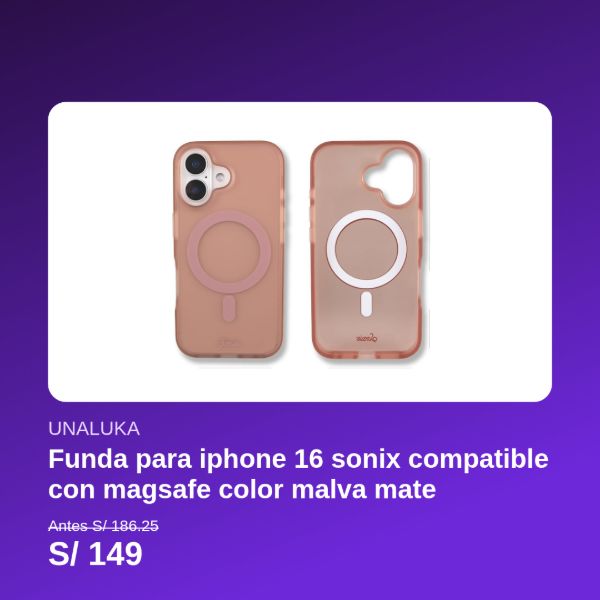 UNALUKA
Funda para iphone 16 sonix compatible
con magsafe color malva mate
Antes S/ 186.25
S/ 149